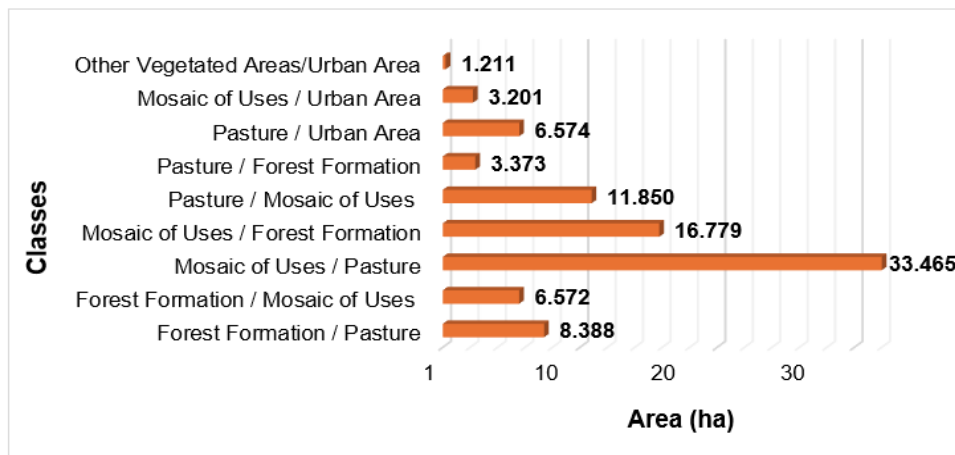 Other Vegetated Areas/Urban Area 1.211
Mosaic of Uses / Urban Area 3.201
Pasture / Urban Area 6.574
Pasture / Forest Formation 3.373
Pasture / Mosaic of Uses 11.850
Mosaic of Uses / Forest Formation 16.779
Mosaic of Uses / Pasture 33.465
Forest Formation / Mosaic of Uses 6.572
Forest Formation / Pasture 8.388
Classes
1 10 20 30
Area (ha)